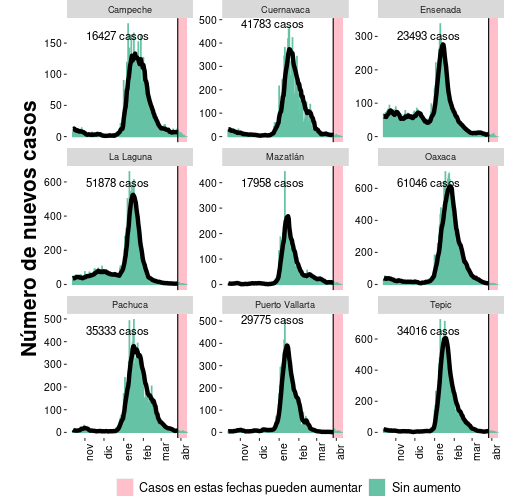 Campeche Cuernavaca Ensenada
16427 casos 41783 casos 23493 casos
150 500 300
100 400 200
50 300 100
0 200 0
100
0
La Laguna Mazatlán Oaxaca
51878 casos 17958 casos 61046 casos
600 400 600
400 300 400
200 200 200
0 100 0
0
Pachuca Puerto Vallarta Tepic
35333 casos 29775 casos 34016 casos
500 500 600
400 400 400
300 300 200
200 200 0
100 100
0 0
nov dic ene feb mar abr nov dic ene feb mar abr nov dic ene feb mar abr
Número de nuevos casos
Casos en estas fechas pueden aumentar Sin aumento